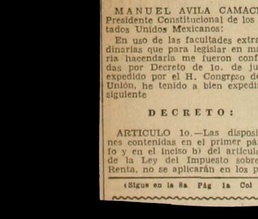 MANUEL AVILA CAMAC
Presidente Constitucional de los
tados Unidos Mexicanos:
En uso de las facultades extra
dinarias que para legislar en ma
ria hacendaria me fueron conf
das por Decreto de 1o. de ju
expedido por el H. Congreso de
Unión, he tenido a bien expedi
siguiente
DECRETO:
ARTICULO 1o.—Las disposi
nes contenidas en el primer pá
fo y en el inciso b) del artícul
de la Ley del Impuesto sobre
Renta, no se aplicarán en los p
(Sigue en la 8a Pág 1a Col